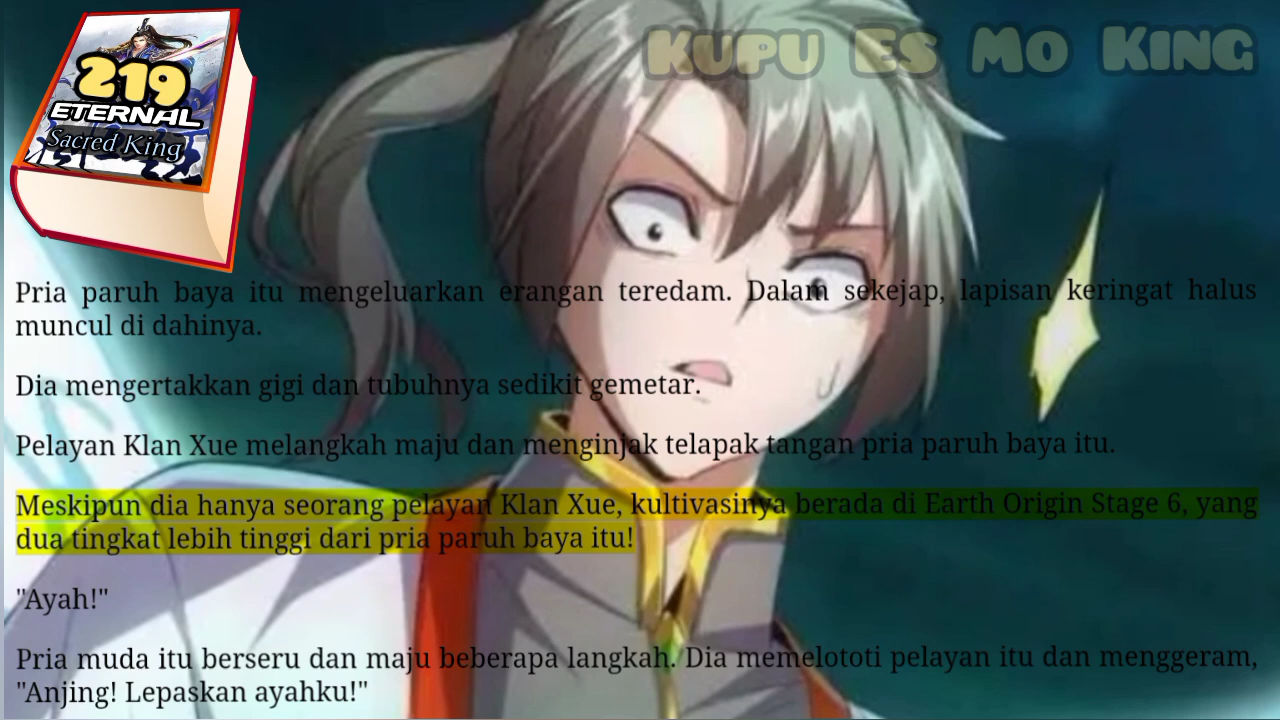 KUPU ES MO KING
219
ETERNAL
Sacred King
Pria paruh baya itu mengeluarkan erangan teredam. Dalam sekejap, lapisan keringat halus
muncul di dahinya.
Dia mengertakkan gigi dan tubuhnya sedikit gemetar.
Pelayan Klan Xue melangkah maju dan menginjak telapak tangan pria paruh baya itu.
Meskipun dia hanya seorang pelayan Klan Xue, kultivasinya berada di Earth Origin Stage 6, yang
dua tingkat lebih tinggi dari pria paruh baya itu!
"Ayah!"
Pria muda itu berseru dan maju beberapa langkah. Dia memelototi pelayan itu dan menggeram,
"Anjing! Lepaskan ayahku!"